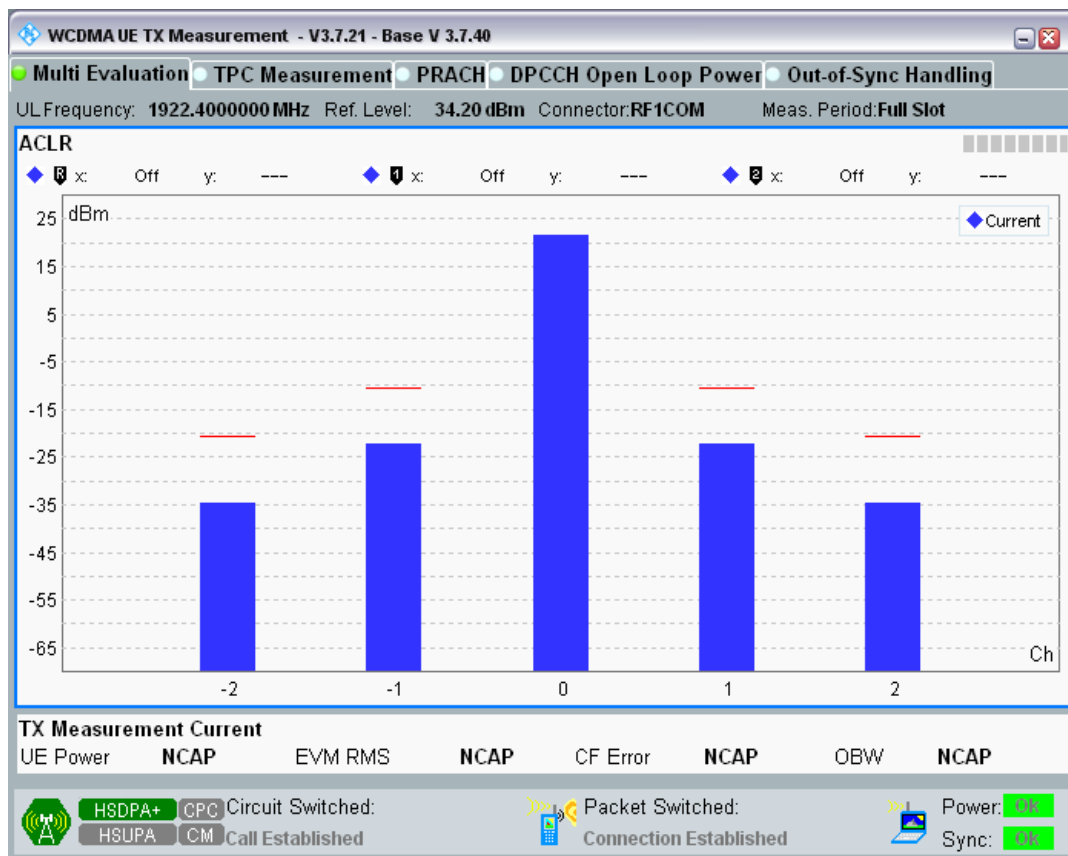 WCDMA UE TX Measurement - V3.7.21 - Base V 3.7.40
Multi Evaluation TPC Measurement PRACH DPCCH Open Loop Power Out-of-Sync Handling
UL Frequency: 1922.4000000 MHz Ref. Level: 34.20 dBm Connector:RF1COM Meas. Period:Full Slot
ACLR
R x: Off y: --- 1 x: Off y: --- 2 x: Off y: ---
dBm
Current
25
15
5
-5
-15
-25
-35
-45
-55
-65
Ch
-2 -1 0 1 2
TX Measurement Current
UE Power NCAP EVM RMS NCAP CF Error NCAP OBW NCAP
HSDPA+ CPC Circuit Switched: Packet Switched: Power: OK
HSUPA CM Call Established Connection Established Sync: OK